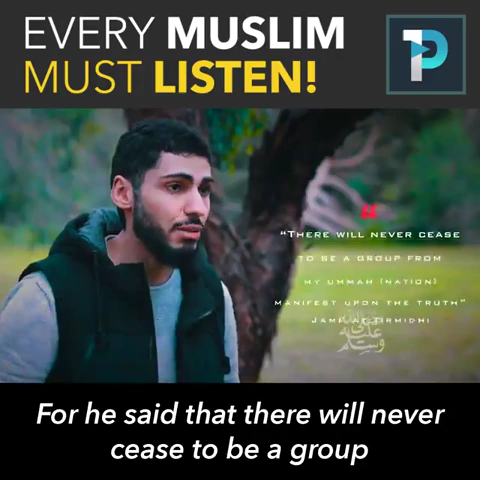 EVERY MUSLIM
MUST LISTEN!
1P
“THERE WILL NEVER CEASE
TO BE A GROUP FROM
MY UMMAH (NATION)
MANIFEST UPON THE TRUTH”
For he said that there will never
cease to be a group